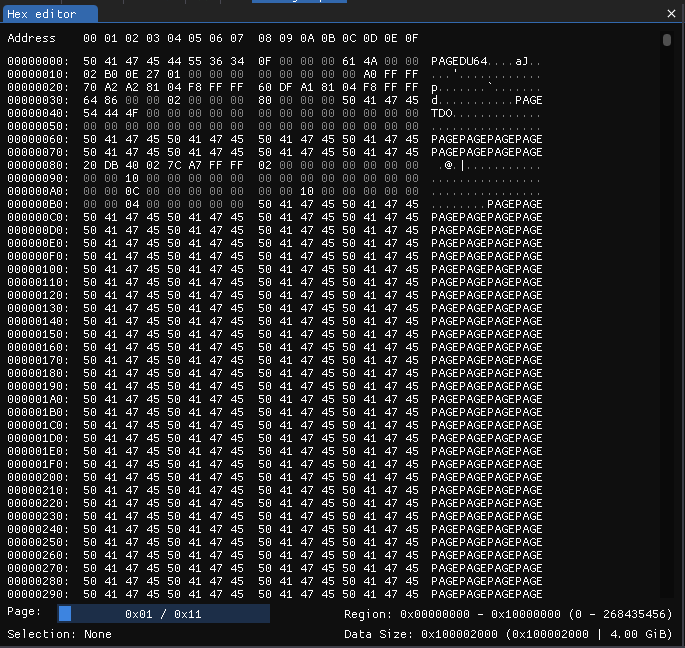 Hex editor
Address 00 01 02 03 04 05 06 07 08 09 0A 0B 0C 0D 0E 0F
00000000: 50 41 47 45 44 55 36 34 0F 00 00 00 61 4A 00 00 PAGEDU64....aJ..
00000010: 02 B0 0E 27 01 00 00 00 00 00 00 00 00 A0 FF FF ...'............
00000020: 70 A2 A2 81 04 F8 FF FF 60 DF A1 81 04 F8 FF FF p.......`.......
00000030: 64 86 00 00 02 00 00 00 80 00 00 00 50 41 47 45 d...........PAGE
00000040: 54 44 4F 00 00 00 00 00 00 00 00 00 00 00 00 00 TDO.............
00000050: 00 00 00 00 00 00 00 00 00 00 00 00 00 00 00 00 ................
00000060: 50 41 47 45 50 41 47 45 50 41 47 45 50 41 47 45 PAGEPAGEPAGEPAGE
00000070: 50 41 47 45 50 41 47 45 50 41 47 45 50 41 47 45 PAGEPAGEPAGEPAGE
00000080: 20 DB 40 02 7C A7 FF FF 02 00 00 00 00 00 00 00 .@.|...........
00000090: 00 00 10 00 00 00 00 00 00 00 00 00 00 00 00 00 ................
000000A0: 00 00 0C 00 00 00 00 00 00 00 10 00 00 00 00 00 ................
000000B0: 00 00 04 00 00 00 00 00 50 41 47 45 50 41 47 45 ........PAGEPAGE
000000C0: 50 41 47 45 50 41 47 45 50 41 47 45 50 41 47 45 PAGEPAGEPAGEPAGE
000000D0: 50 41 47 45 50 41 47 45 50 41 47 45 50 41 47 45 PAGEPAGEPAGEPAGE
000000E0: 50 41 47 45 50 41 47 45 50 41 47 45 50 41 47 45 PAGEPAGEPAGEPAGE
000000F0: 50 41 47 45 50 41 47 45 50 41 47 45 50 41 47 45 PAGEPAGEPAGEPAGE
00000100: 50 41 47 45 50 41 47 45 50 41 47 45 50 41 47 45 PAGEPAGEPAGEPAGE
00000110: 50 41 47 45 50 41 47 45 50 41 47 45 50 41 47 45 PAGEPAGEPAGEPAGE
00000120: 50 41 47 45 50 41 47 45 50 41 47 45 50 41 47 45 PAGEPAGEPAGEPAGE
00000130: 50 41 47 45 50 41 47 45 50 41 47 45 50 41 47 45 PAGEPAGEPAGEPAGE
00000140: 50 41 47 45 50 41 47 45 50 41 47 45 50 41 47 45 PAGEPAGEPAGEPAGE
00000150: 50 41 47 45 50 41 47 45 50 41 47 45 50 41 47 45 PAGEPAGEPAGEPAGE
00000160: 50 41 47 45 50 41 47 45 50 41 47 45 50 41 47 45 PAGEPAGEPAGEPAGE
00000170: 50 41 47 45 50 41 47 45 50 41 47 45 50 41 47 45 PAGEPAGEPAGEPAGE
00000180: 50 41 47 45 50 41 47 45 50 41 47 45 50 41 47 45 PAGEPAGEPAGEPAGE
00000190: 50 41 47 45 50 41 47 45 50 41 47 45 50 41 47 45 PAGEPAGEPAGEPAGE
000001A0: 50 41 47 45 50 41 47 45 50 41 47 45 50 41 47 45 PAGEPAGEPAGEPAGE
000001B0: 50 41 47 45 50 41 47 45 50 41 47 45 50 41 47 45 PAGEPAGEPAGEPAGE
000001C0: 50 41 47 45 50 41 47 45 50 41 47 45 50 41 47 45 PAGEPAGEPAGEPAGE
000001D0: 50 41 47 45 50 41 47 45 50 41 47 45 50 41 47 45 PAGEPAGEPAGEPAGE
000001E0: 50 41 47 45 50 41 47 45 50 41 47 45 50 41 47 45 PAGEPAGEPAGEPAGE
000001F0: 50 41 47 45 50 41 47 45 50 41 47 45 50 41 47 45 PAGEPAGEPAGEPAGE
00000200: 50 41 47 45 50 41 47 45 50 41 47 45 50 41 47 45 PAGEPAGEPAGEPAGE
00000210: 50 41 47 45 50 41 47 45 50 41 47 45 50 41 47 45 PAGEPAGEPAGEPAGE
00000220: 50 41 47 45 50 41 47 45 50 41 47 45 50 41 47 45 PAGEPAGEPAGEPAGE
00000230: 50 41 47 45 50 41 47 45 50 41 47 45 50 41 47 45 PAGEPAGEPAGEPAGE
00000240: 50 41 47 45 50 41 47 45 50 41 47 45 50 41 47 45 PAGEPAGEPAGEPAGE
00000250: 50 41 47 45 50 41 47 45 50 41 47 45 50 41 47 45 PAGEPAGEPAGEPAGE
00000260: 50 41 47 45 50 41 47 45 50 41 47 45 50 41 47 45 PAGEPAGEPAGEPAGE
00000270: 50 41 47 45 50 41 47 45 50 41 47 45 50 41 47 45 PAGEPAGEPAGEPAGE
00000280: 50 41 47 45 50 41 47 45 50 41 47 45 50 41 47 45 PAGEPAGEPAGEPAGE
00000290: 50 41 47 45 50 41 47 45 50 41 47 45 50 41 47 45 PAGEPAGEPAGEPAGE
Page: 0x01 / 0x11 Region: 0x00000000 - 0x10000000 (0 - 268435456)
Selection: None Data Size: 0x100002000 (0x100002000 | 4.00 GiB)